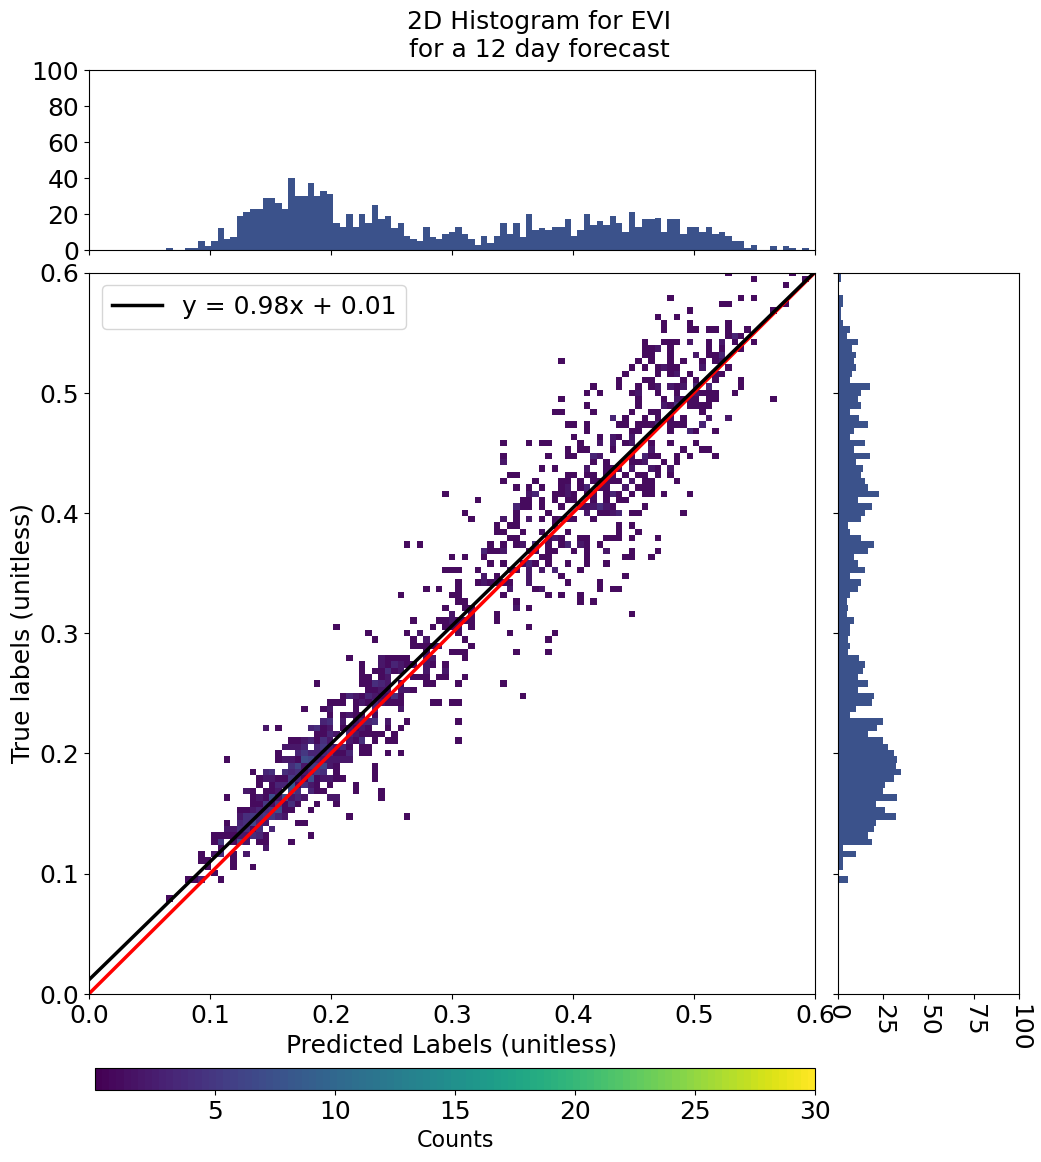 2D Histogram for EVI
for a 12 day forecast
100
80
60
40
20
0
0.6
0.5
0.4
0.3
0.2
0.1
0.0
True labels (unitless)
y = 0.98x + 0.01
0.0 0.1 0.2 0.3 0.4 0.5 0.6
Predicted Labels (unitless)
0 25 50 75 100
5 10 15 20 25 30
Counts